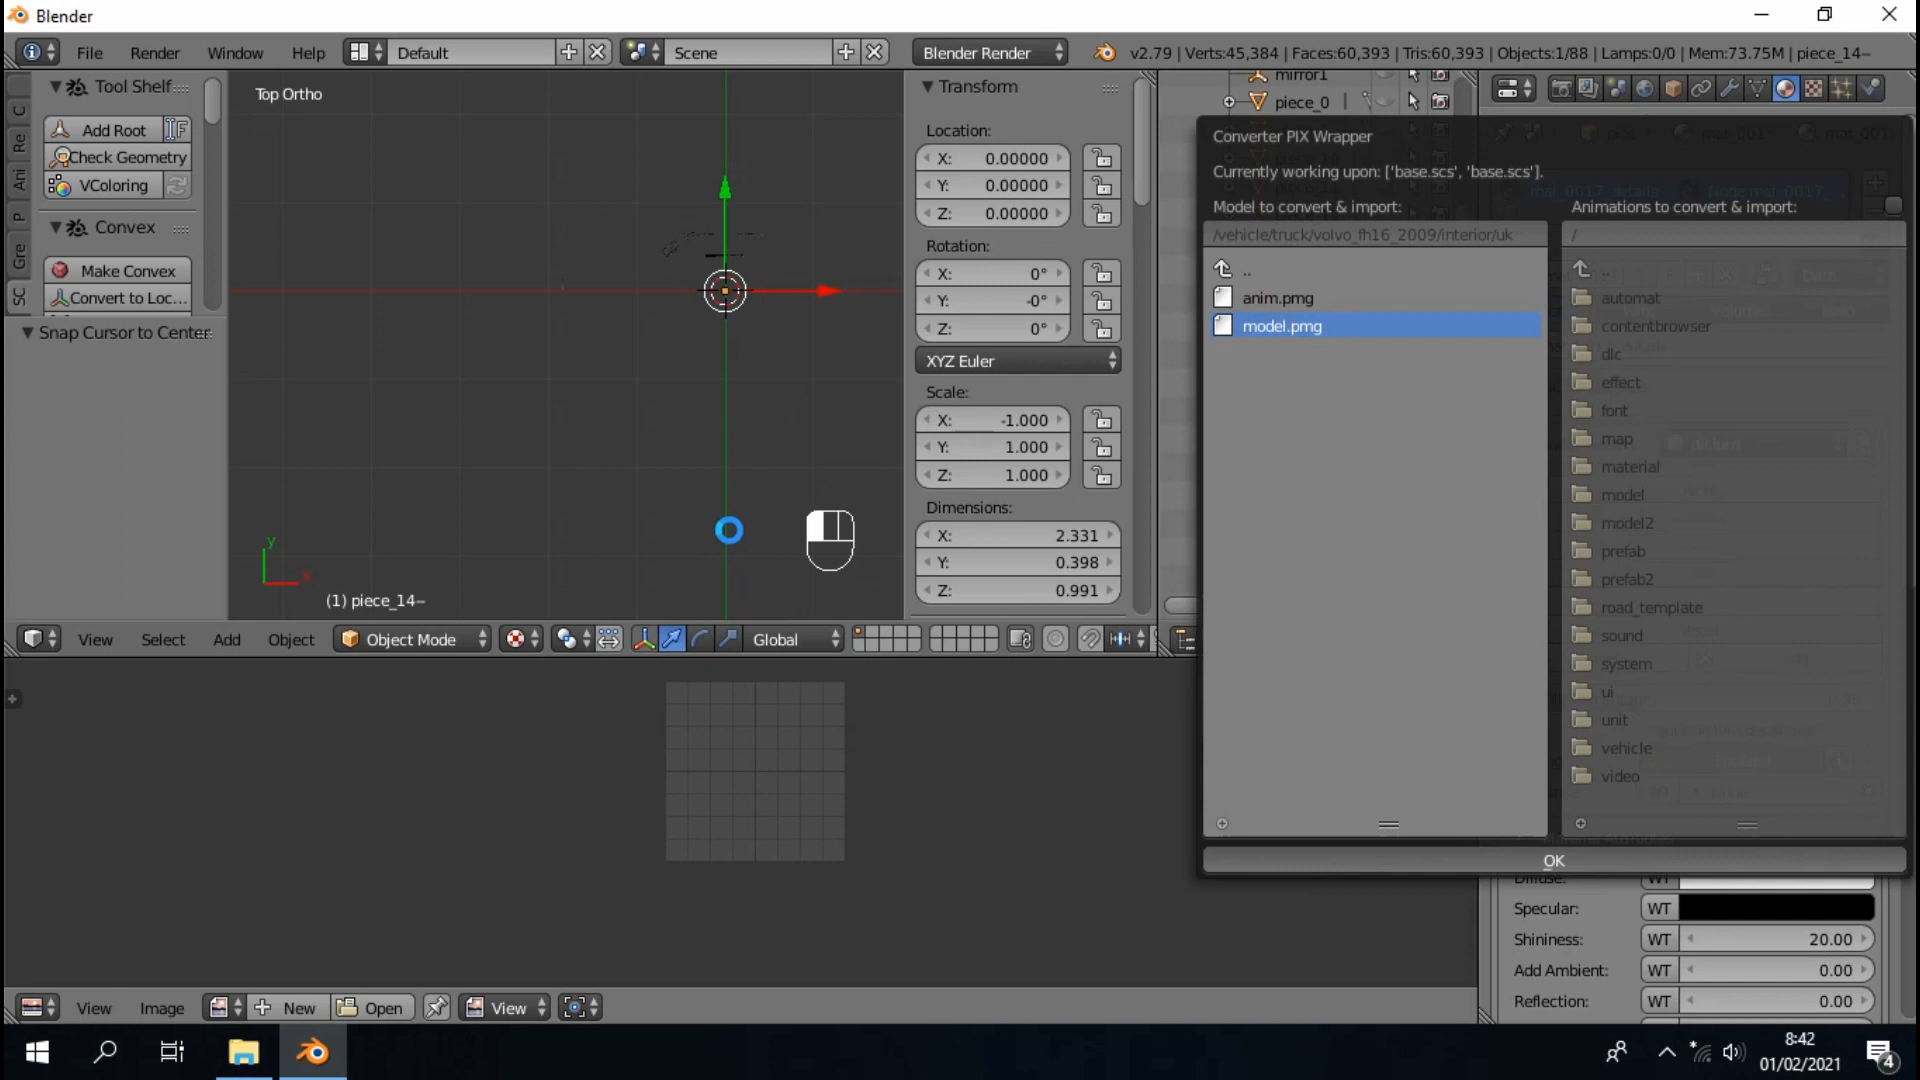 Blender
File Render Window Help Default Scene Blender Render v2.79 | Verts:45,384 | Faces:60,393 | Tris:60,393 | Objects:1/88 | Lamps:0/0 | Mem:73.75M | piece_14~
Tool Shelf
C
Re
Ani
P
Gre
SC
Add Root
Check Geometry
VColoring
Convex
Make Convex
Convert to Loc...
Snap Cursor to Center
Top Ortho
y
x
(1) piece_14~
Transform
Location:
X: 0.00000
Y: 0.00000
Z: 0.00000
Rotation:
X: 0°
Y: -0°
Z: 0°
XYZ Euler
Scale:
X: -1.000
Y: 1.000
Z: 1.000
Dimensions:
X: 2.331
Y: 0.398
Z: 0.991
mirror1
piece_0
Converter PIX Wrapper
Currently working upon: ['base.scs', 'base.scs'].
Model to convert & import:
/vehicle/truck/volvo_fh16_2009/interior/uk
..
anim.pmg
model.pmg
Animations to convert & import:
/
..
automat
contentbrowser
dlc
effect
font
map
material
model
model2
prefab
prefab2
road_template
sound
system
ui
unit
vehicle
video
OK
Diffuse: WT
Specular: WT
Shininess: WT 20.00
Add Ambient: WT 0.00
Reflection: WT 0.00
View Select Add Object Object Mode Global
View Image New Open View
8:42
01/02/2021
4